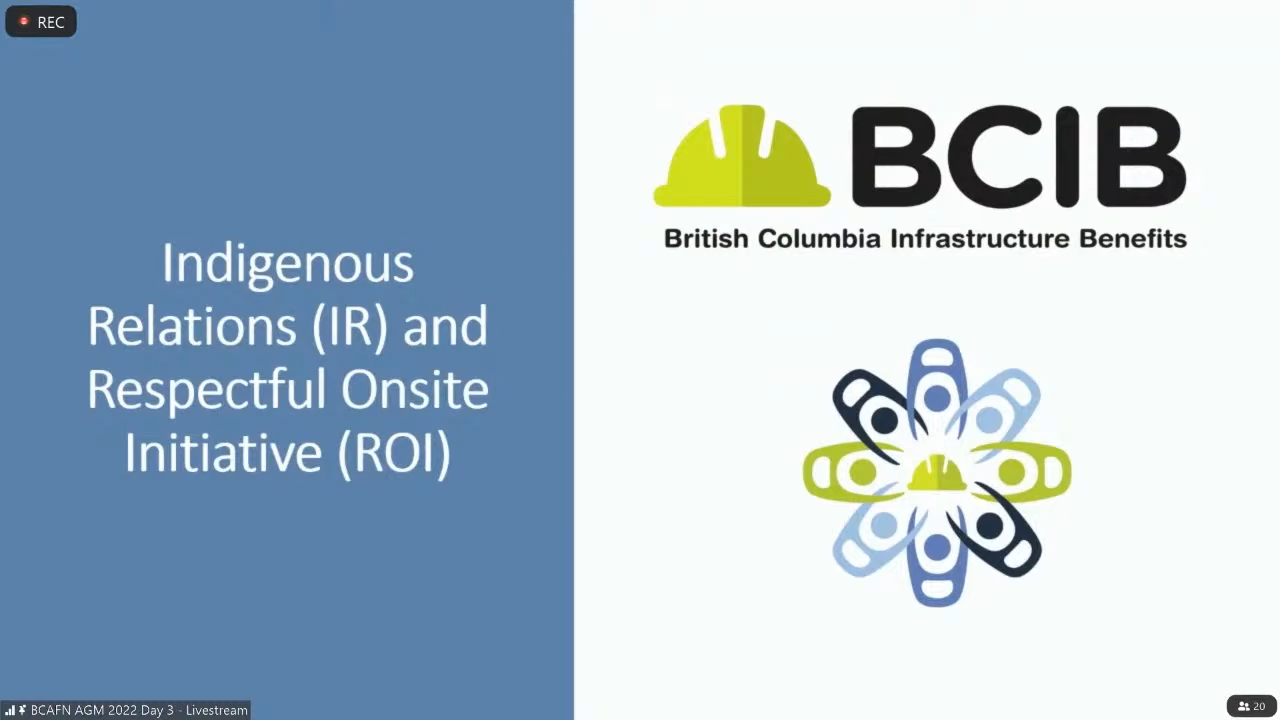 REC
Indigenous
Relations (IR) and
Respectful Onsite
Initiative (ROI)
BCIB
British Columbia Infrastructure Benefits
BCAFN AGM 2022 Day 3 - Livestream
20